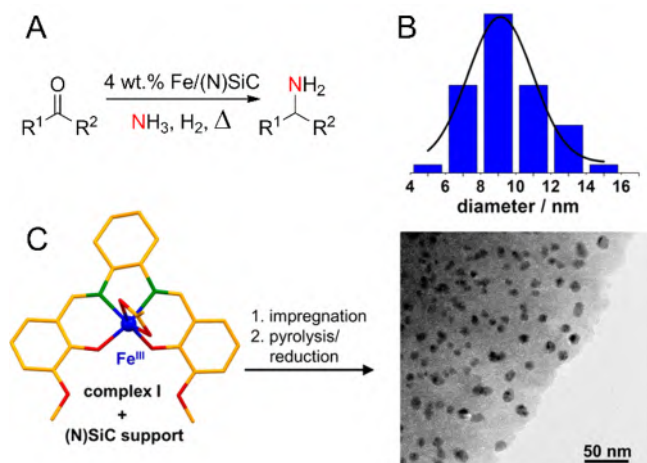 A
B
O
R¹ R²
4 wt.% Fe/(N)SiC
NH₃, H₂, Δ
NH₂
R¹ R²
4 6 8 10 12 14 16
diameter / nm
C
Feᴵᴵᴵ
complex I
+
(N)SiC support
1. impregnation
2. pyrolysis/
reduction
50 nm